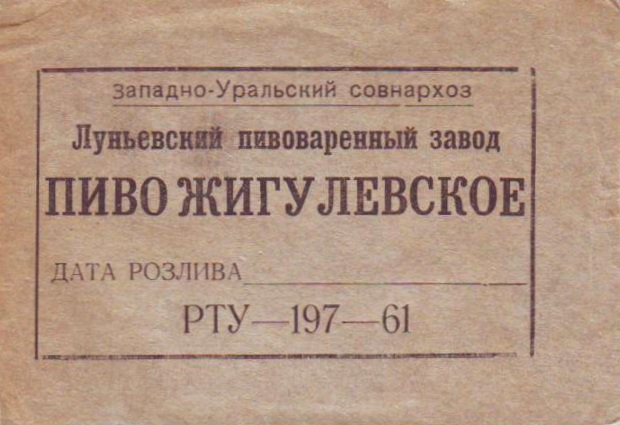 Западно-Уральский совнархоз
Луньевский пивоваренный завод
ПИВО ЖИГУЛЕВСКОЕ
ДАТА РОЗЛИВА
РТУ—197—61